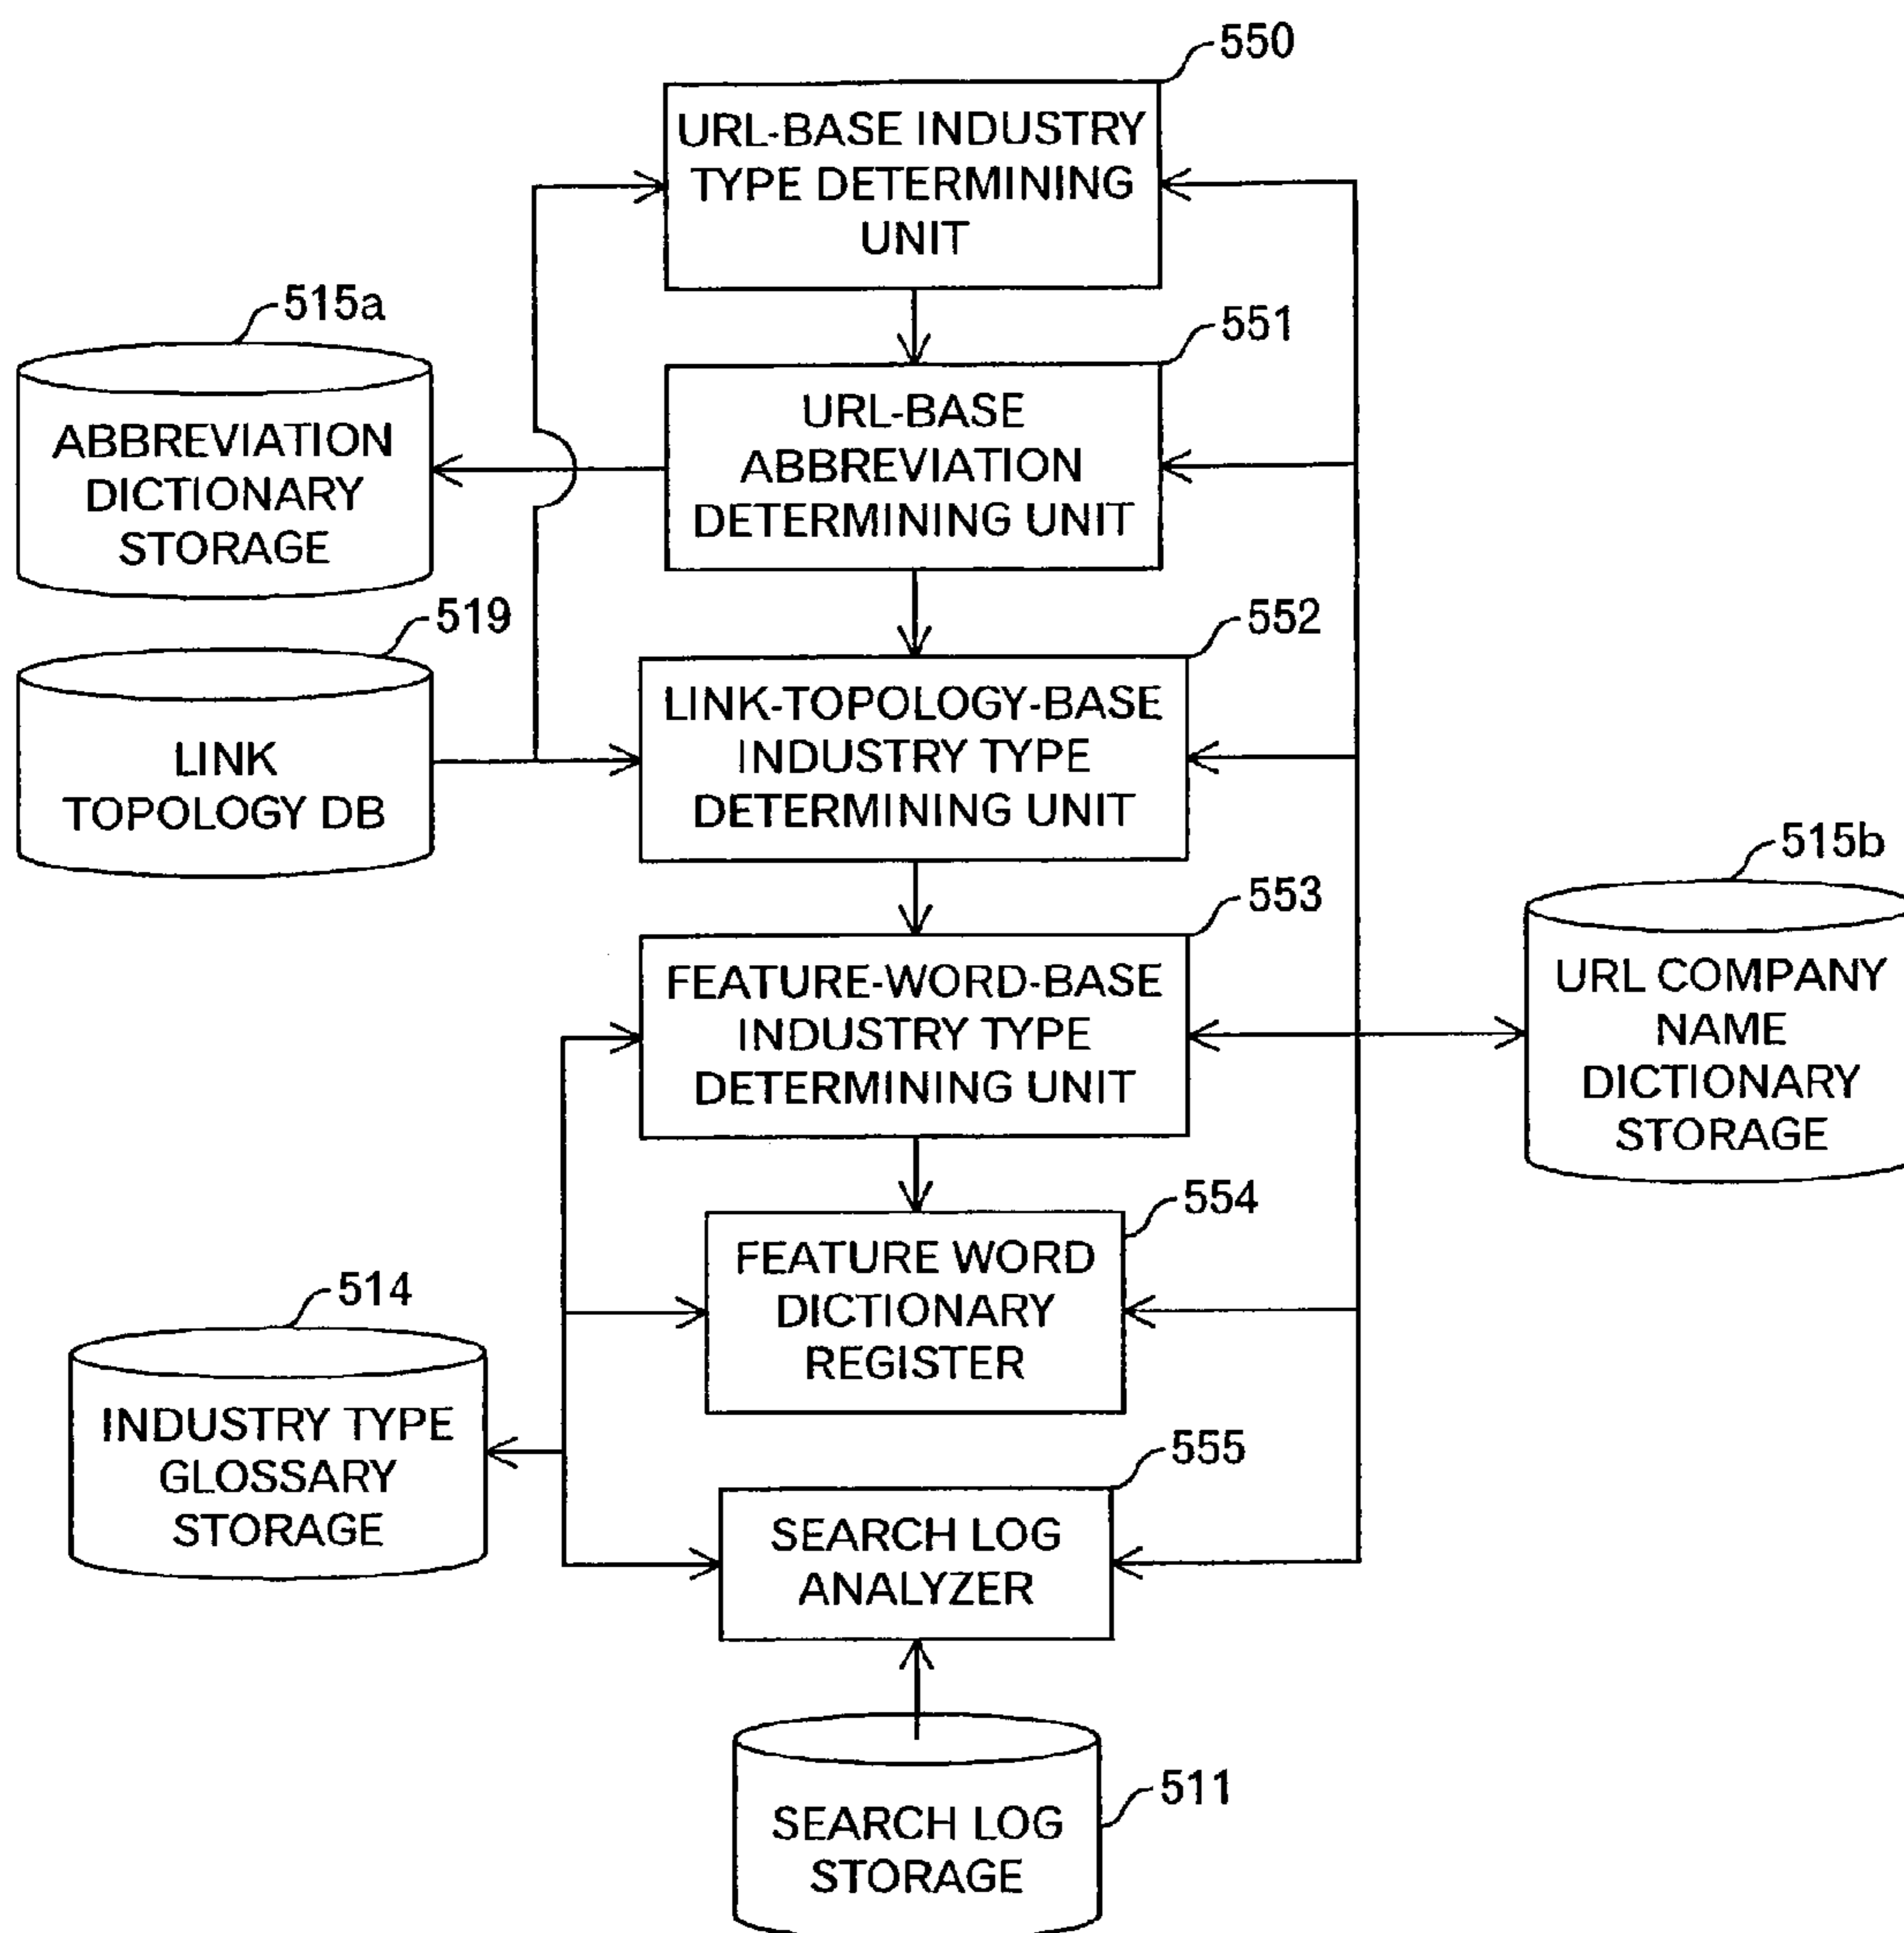 550
URL-BASE INDUSTRY
TYPE DETERMINING
UNIT
515a
ABBREVIATION
DICTIONARY
STORAGE
551
URL-BASE
ABBREVIATION
DETERMINING UNIT
519
LINK
TOPOLOGY DB
552
LINK-TOPOLOGY-BASE
INDUSTRY TYPE
DETERMINING UNIT
515b
URL COMPANY
NAME
DICTIONARY
STORAGE
553
FEATURE-WORD-BASE
INDUSTRY TYPE
DETERMINING UNIT
554
FEATURE WORD
DICTIONARY
REGISTER
514
INDUSTRY TYPE
GLOSSARY
STORAGE
555
SEARCH LOG
ANALYZER
511
SEARCH LOG
STORAGE